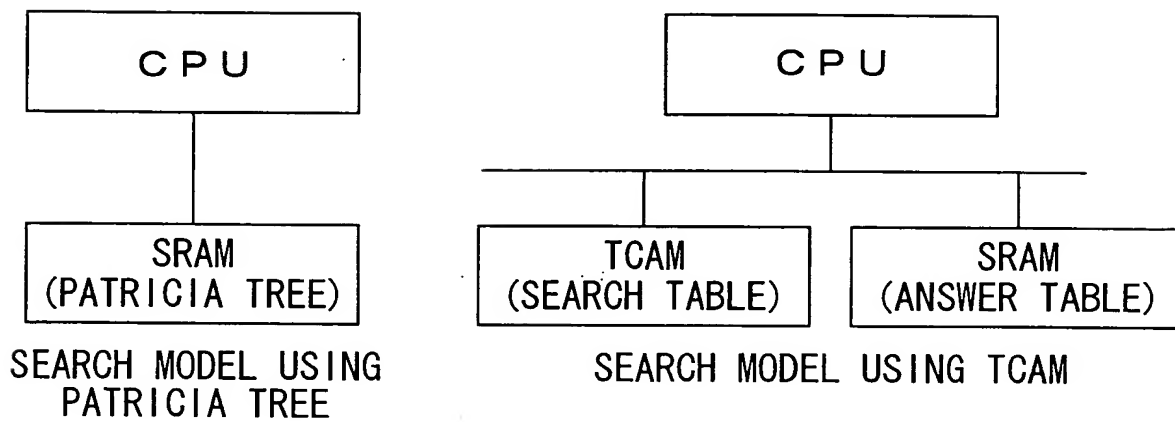 CPU
SRAM
(PATRICIA TREE)
SEARCH MODEL USING
PATRICIA TREE
CPU
TCAM
(SEARCH TABLE)
SRAM
(ANSWER TABLE)
SEARCH MODEL USING TCAM